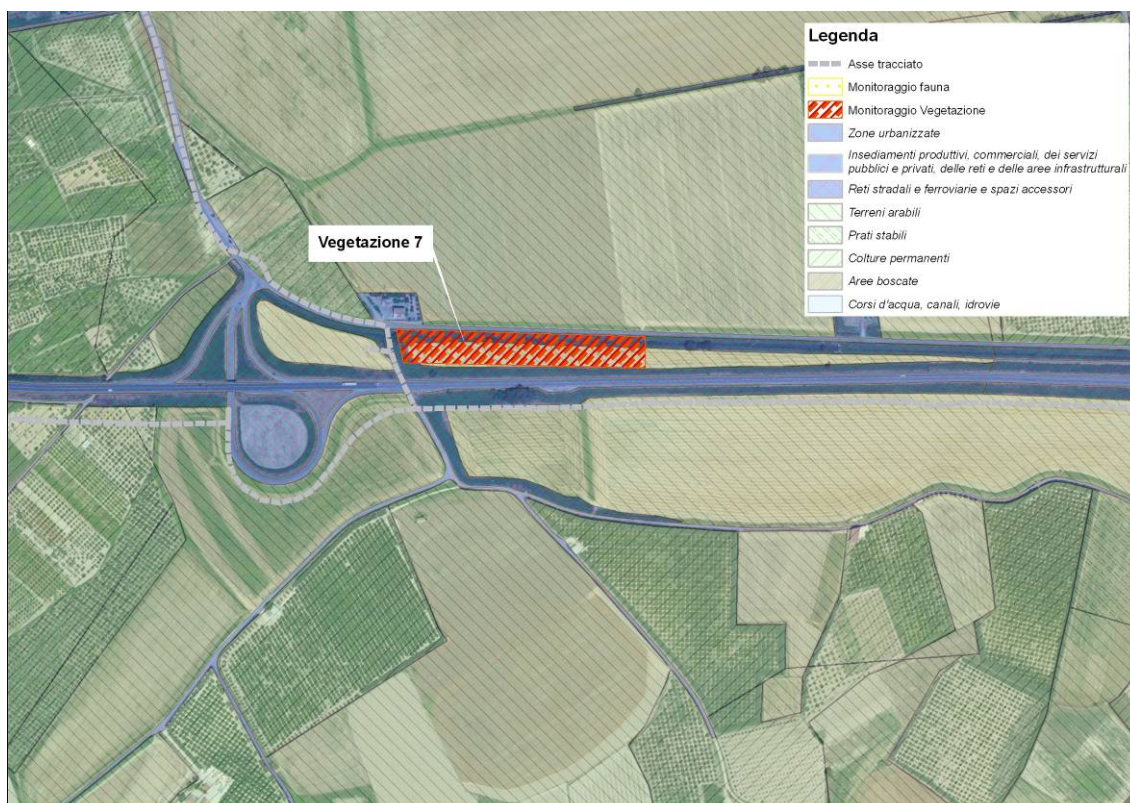 Legenda
Asse tracciato
Monitoraggio fauna
Monitoraggio Vegetazione
Zone urbanizzate
Insediamenti produttivi, commerciali, dei servizi
pubblici e privati, delle reti e delle aree infrastrutturali
Reti stradali e ferroviarie e spazi accessori
Terreni arabili
Prati stabili
Colture permanenti
Aree boscate
Corsi d'acqua, canali, idrovie
Vegetazione 7